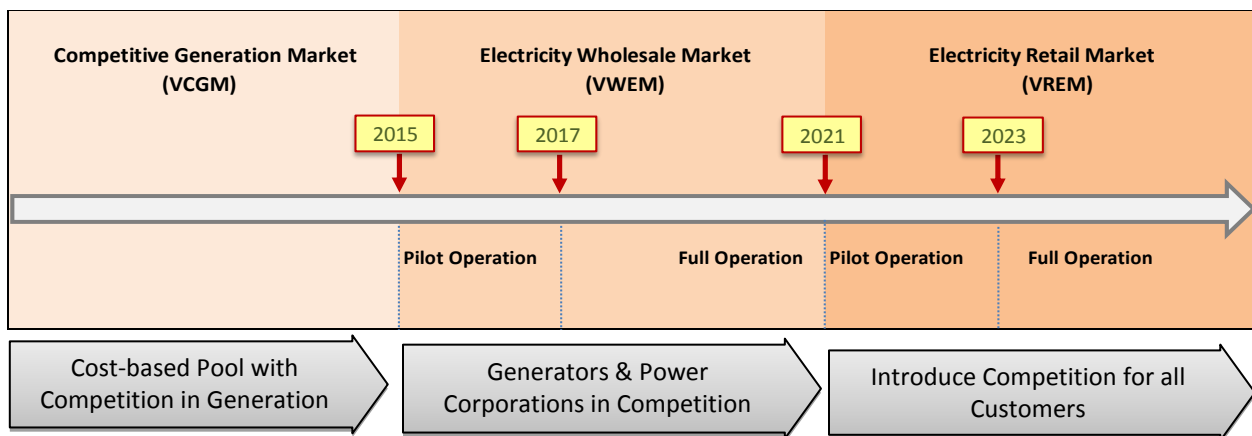 Competitive Generation Market
(VCGM)
Electricity Wholesale Market
(VWEM)
Electricity Retail Market
(VREM)
2015
2017
2021
2023
Pilot Operation
Full Operation
Pilot Operation
Full Operation
Cost-based Pool with
Competition in Generation
Generators & Power
Corporations in Competition
Introduce Competition for all
Customers